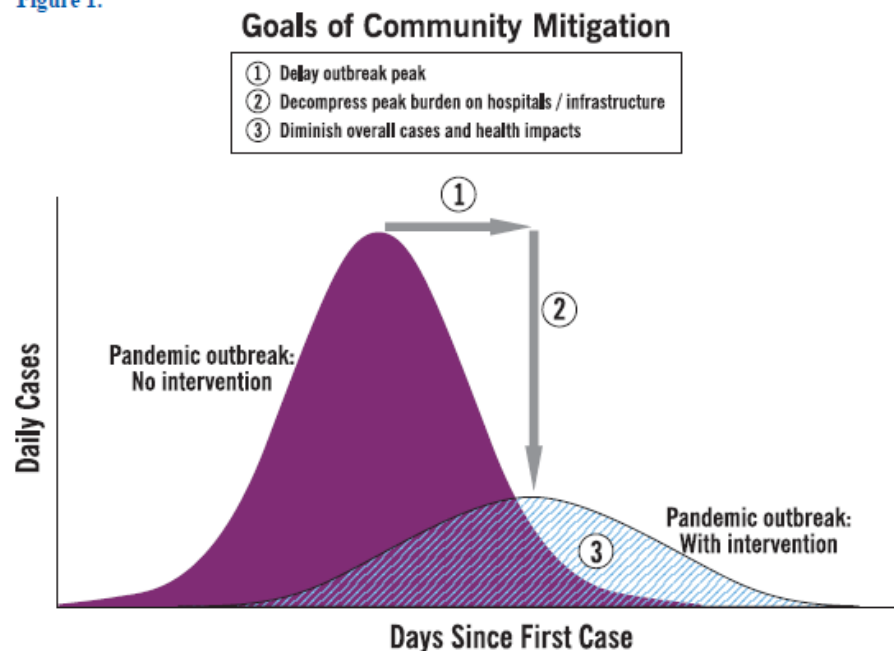 Figure 1.
Goals of Community Mitigation
① Delay outbreak peak
② Decompress peak burden on hospitals / infrastructure
③ Diminish overall cases and health impacts
①
②
Pandemic outbreak:
No intervention
Daily Cases
Pandemic outbreak:
With intervention
③
Days Since First Case